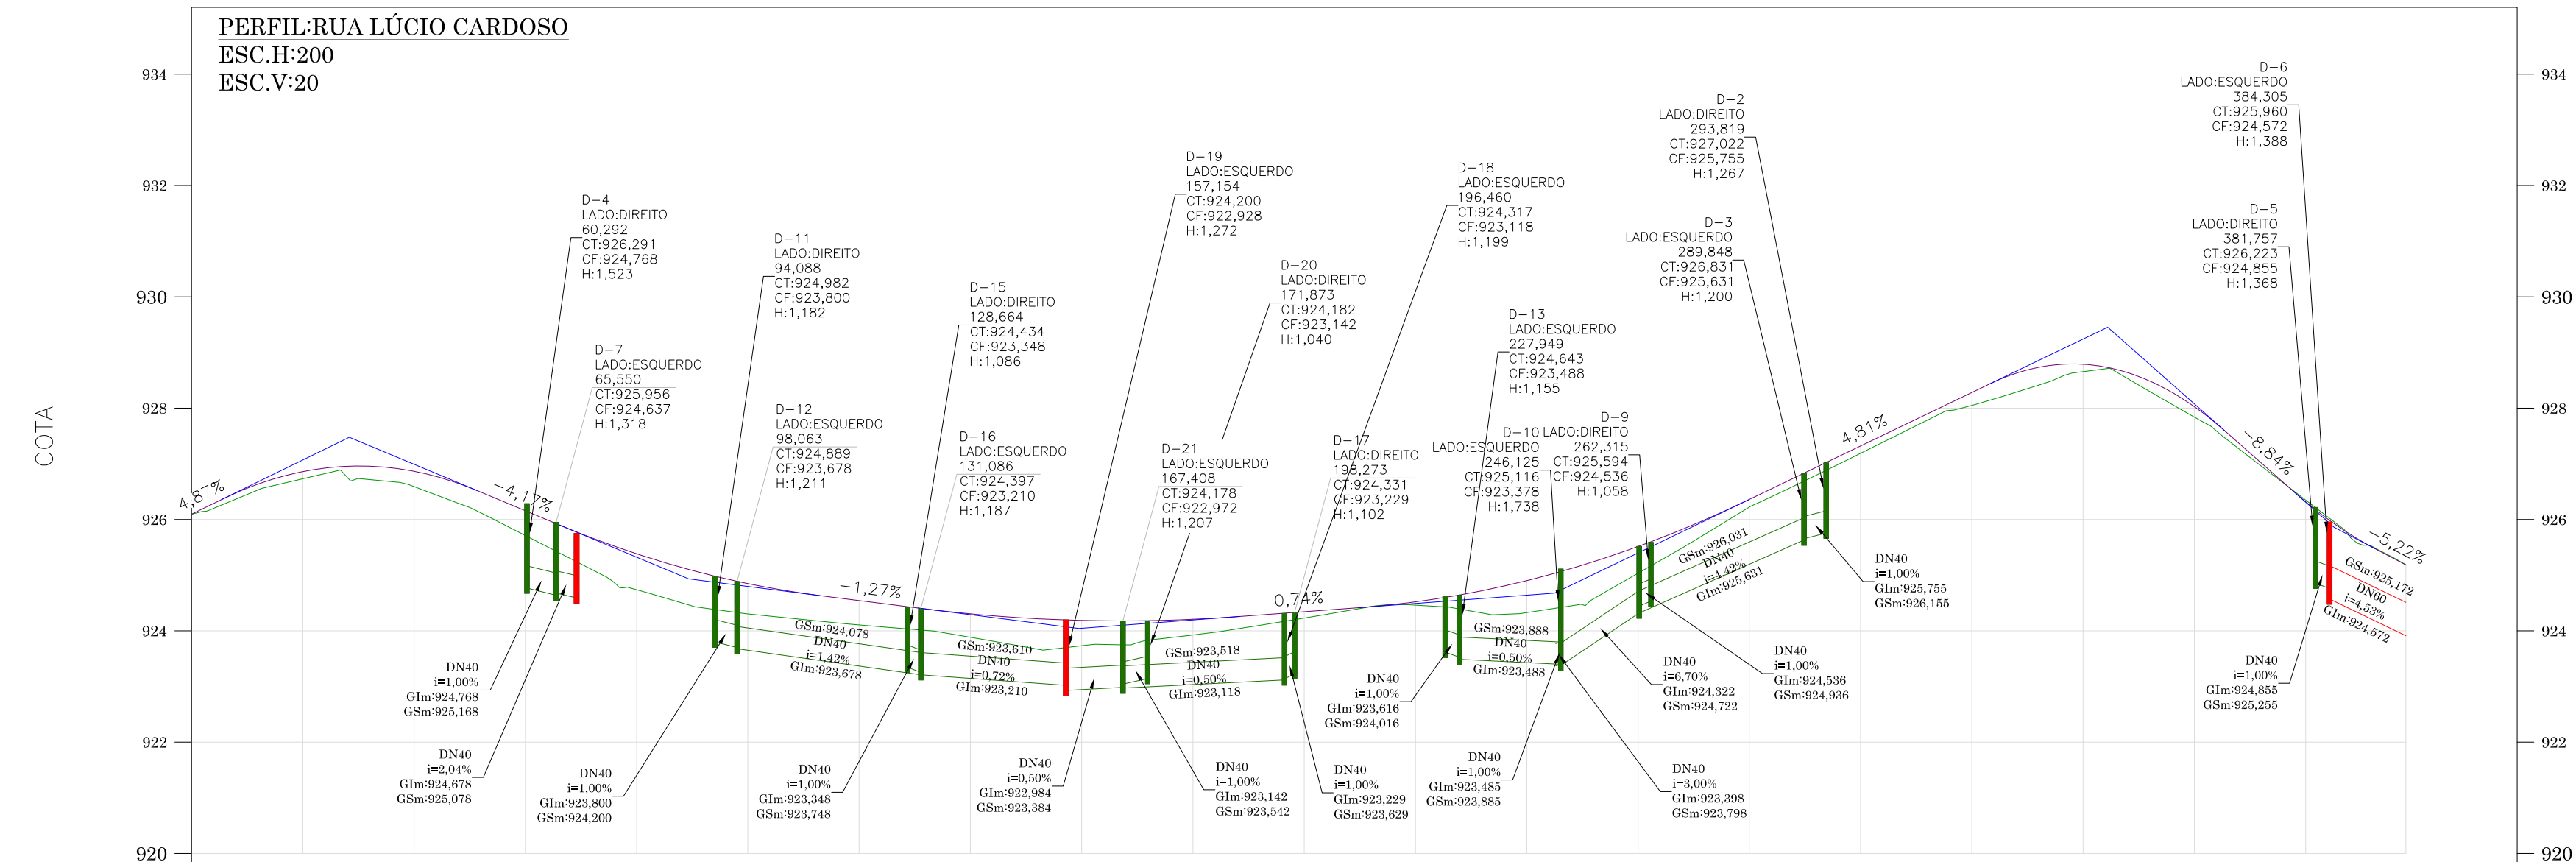 PERFIL:RUA LÚCIO CARDOSO
ESC.H:200
ESC.V:20
COTA
934
932
930
928
926
924
922
920
934
932
930
928
926
924
922
920
4,87%
-4,17%
-1,27%
0,74%
4,81%
-8,84%
-5,22%
D-4
LADO:DIREITO
60,292
CT:926,291
CF:924,768
H:1,523
D-7
LADO:ESQUERDO
65,550
CT:925,956
CF:924,637
H:1,318
D-11
LADO:DIREITO
94,088
CT:924,982
CF:923,800
H:1,182
D-12
LADO:ESQUERDO
98,063
CT:924,889
CF:923,678
H:1,211
D-15
LADO:DIREITO
128,664
CT:924,434
CF:923,348
H:1,086
D-16
LADO:ESQUERDO
131,086
CT:924,397
CF:923,210
H:1,187
D-19
LADO:ESQUERDO
157,154
CT:924,200
CF:922,928
H:1,272
D-21
LADO:ESQUERDO
167,408
CT:924,178
CF:922,972
H:1,207
D-20
LADO:DIREITO
171,873
CT:924,182
CF:923,142
H:1,040
D-18
LADO:ESQUERDO
196,460
CT:924,317
CF:923,118
H:1,199
D-17
LADO:DIREITO
198,273
CT:924,331
CF:923,229
H:1,102
D-13
LADO:ESQUERDO
227,949
CT:924,643
CF:923,488
H:1,155
D-10
LADO:ESQUERDO
246,125
CT:925,116
CF:923,378
H:1,738
D-9
LADO:DIREITO
262,315
CT:925,594
CF:924,536
H:1,058
D-3
LADO:ESQUERDO
289,848
CT:926,831
CF:925,631
H:1,200
D-2
LADO:DIREITO
293,819
CT:927,022
CF:925,755
H:1,267
D-5
LADO:DIREITO
381,757
CT:926,223
CF:924,855
H:1,368
D-6
LADO:ESQUERDO
384,305
CT:925,960
CF:924,572
H:1,388
GSm:924,078
DN40
i=1,42%
GIm:923,678
GSm:923,610
DN40
i=0,72%
GIm:923,210
GSm:923,518
DN40
i=0,50%
GIm:923,118
GSm:923,888
DN40
i=0,50%
GIm:923,488
GSm:926,031
DN40
i=4,42%
GIm:925,631
GSm:925,172
DN60
i=4,53%
GIm:924,572
DN40
i=1,00%
GIm:924,768
GSm:925,168
DN40
i=2,04%
GIm:924,678
GSm:925,078
DN40
i=1,00%
GIm:923,800
GSm:924,200
DN40
i=1,00%
GIm:923,348
GSm:923,748
DN40
i=0,50%
GIm:922,984
GSm:923,384
DN40
i=1,00%
GIm:923,142
GSm:923,542
DN40
i=1,00%
GIm:923,229
GSm:923,629
DN40
i=1,00%
GIm:923,616
GSm:924,016
DN40
i=1,00%
GIm:923,485
GSm:923,885
DN40
i=3,00%
GIm:923,398
GSm:923,798
DN40
i=6,70%
GIm:924,322
GSm:924,722
DN40
i=1,00%
GIm:924,536
GSm:924,936
DN40
i=1,00%
GIm:925,755
GSm:926,155
DN40
i=1,00%
GIm:924,855
GSm:925,255